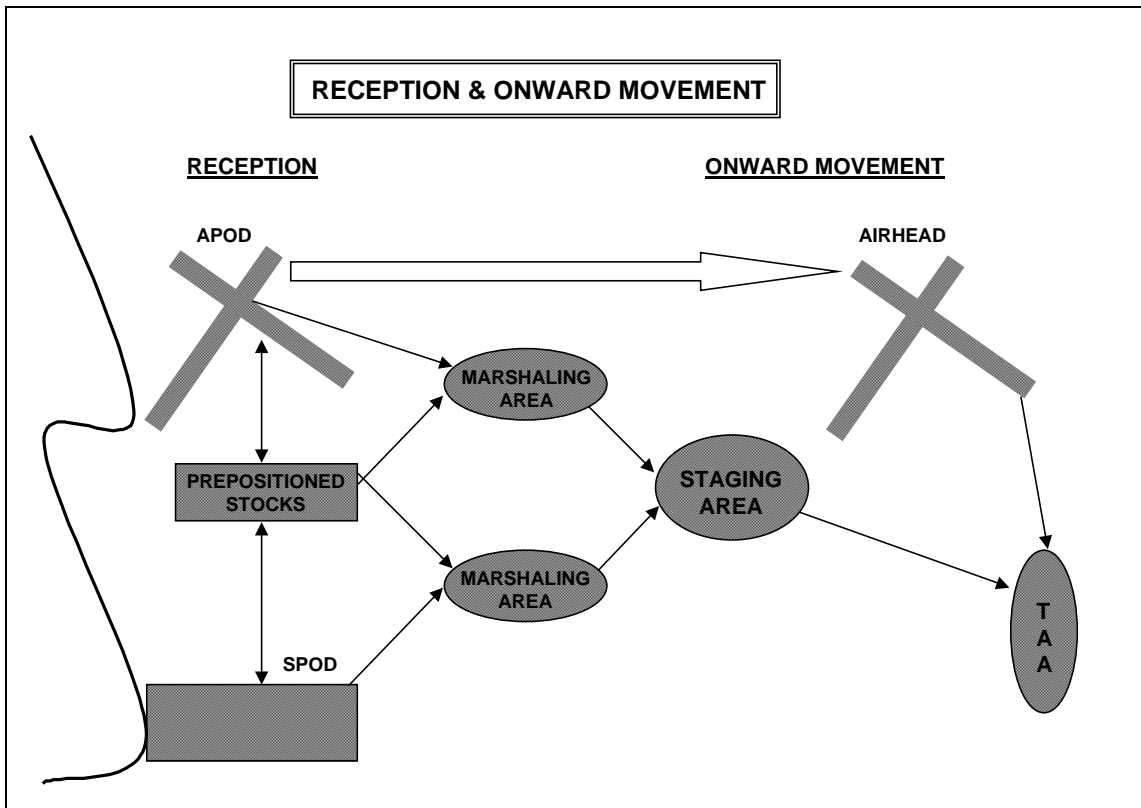 RECEPTION & ONWARD MOVEMENT
RECEPTION
ONWARD MOVEMENT
APOD
AIRHEAD
MARSHALING
AREA
PREPOSITIONED
STOCKS
STAGING
AREA
MARSHALING
AREA
SPOD
T
A
A